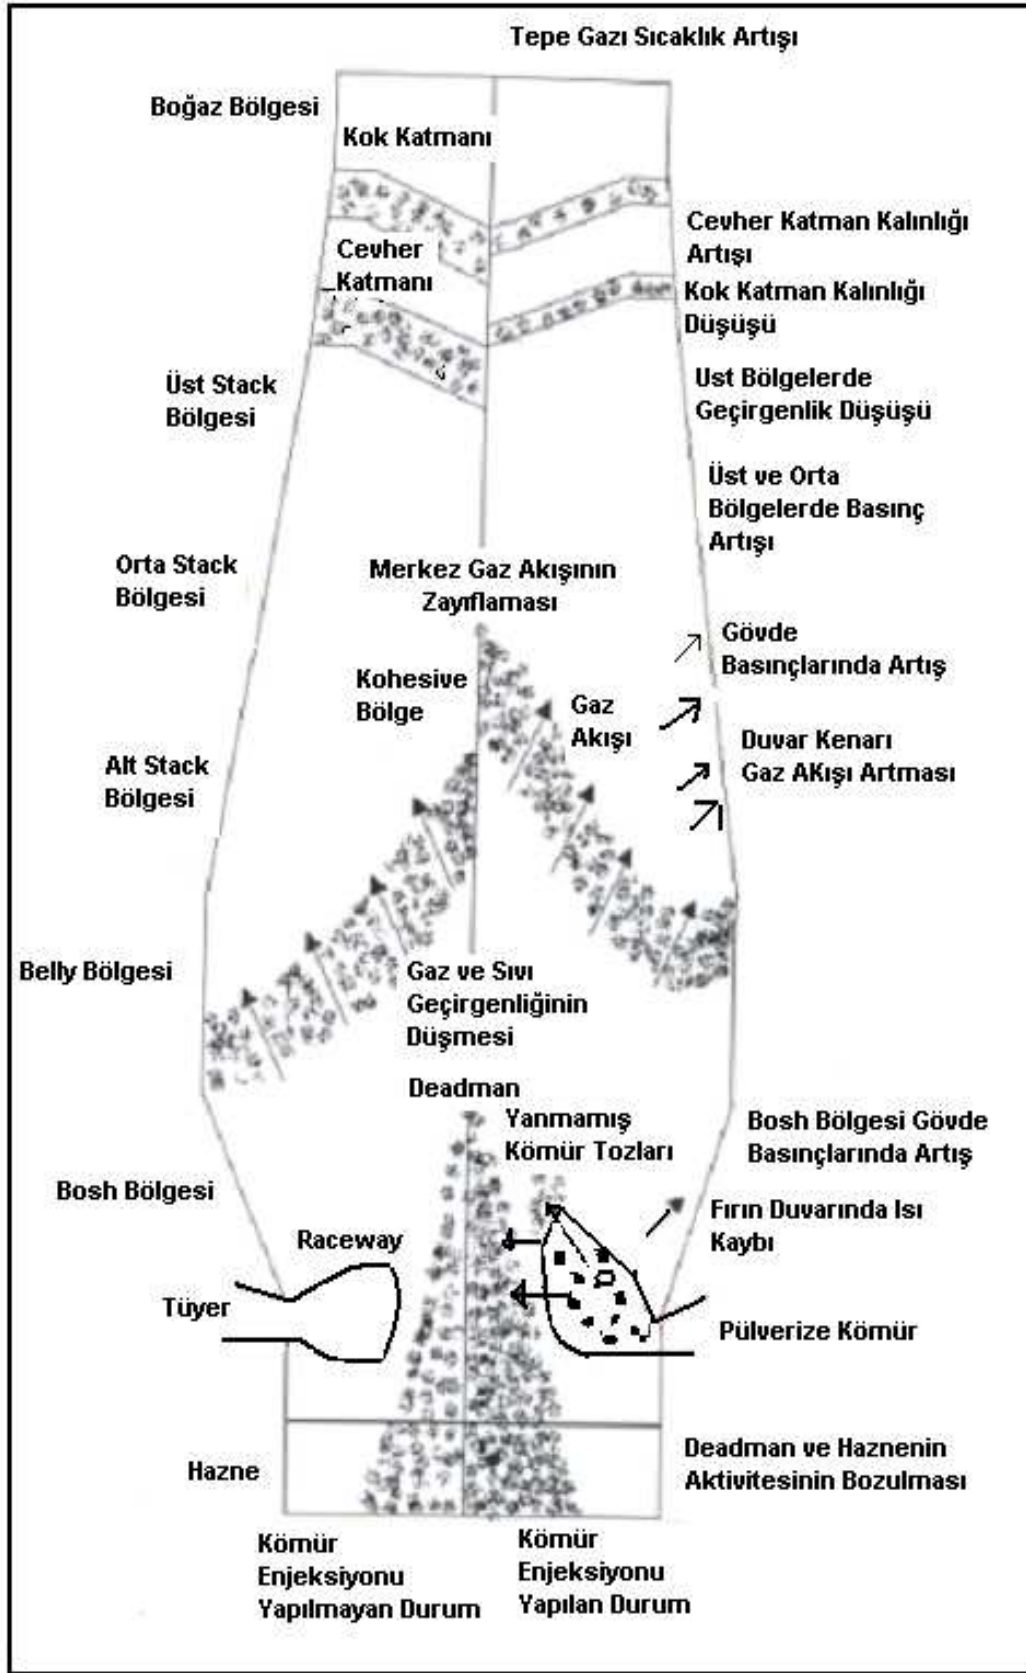 Tepe Gazı Sıcaklık Artışı
Boğaz Bölgesi
Kok Katmanı
Cevher
Katmanı
Cevher Katman Kalınlığı
Artışı
Kok Katman Kalınlığı
Düşüşü
Üst Stack
Bölgesi
Ust Bölgelerde
Geçirgenlik Düşüşü
Üst ve Orta
Bölgelerde Basınç
Artışı
Orta Stack
Bölgesi
Merkez Gaz Akışının
Zayıflaması
Gövde
Basınçlarında Artış
Kohesive
Bölge
Gaz
Akışı
Alt Stack
Bölgesi
Duvar Kenarı
Gaz AKışı Artması
Belly Bölgesi
Gaz ve Sıvı
Geçirgenliğinin
Düşmesi
Deadman
Yanmamış
Kömür Tozları
Bosh Bölgesi Gövde
Basınçlarında Artış
Bosh Bölgesi
Raceway
Fırın Duvarında Isı
Kaybı
Tüyer
Pülverize Kömür
Hazne
Deadman ve Haznenin
Aktivitesinin Bozulması
Kömür
Enjeksiyonu
Yapılmayan Durum
Kömür
Enjeksiyonu
Yapılan Durum